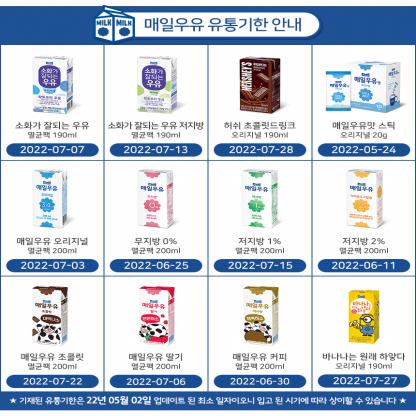 MILK MILK 매일우유 유통기한 안내
소화가 잘되는 우유
멸균팩 190ml
2022-07-07
소화가 잘되는 우유 저지방
멸균팩 190ml
2022-07-13
허쉬 초콜릿드링크
오리지널 190ml
2022-07-28
매일우유맛 스틱
오리지널 20g
2022-05-24
매일우유 오리지널
멸균팩 200ml
2022-07-03
무지방 0%
멸균팩 200ml
2022-06-25
저지방 1%
멸균팩 200ml
2022-07-15
저지방 2%
멸균팩 200ml
2022-06-11
매일우유 초콜릿
멸균팩 200ml
2022-07-22
매일우유 딸기
멸균팩 200ml
2022-07-06
매일우유 커피
멸균팩 200ml
2022-06-30
바나나는 원래 하얗다
오리지널 190ml
2022-07-27
★ 기재된 유통기한은 22년 05월 02일 업데이트 된 최소 일자이오니 입고 된 시기에 따라 상이할 수 있습니다 ★